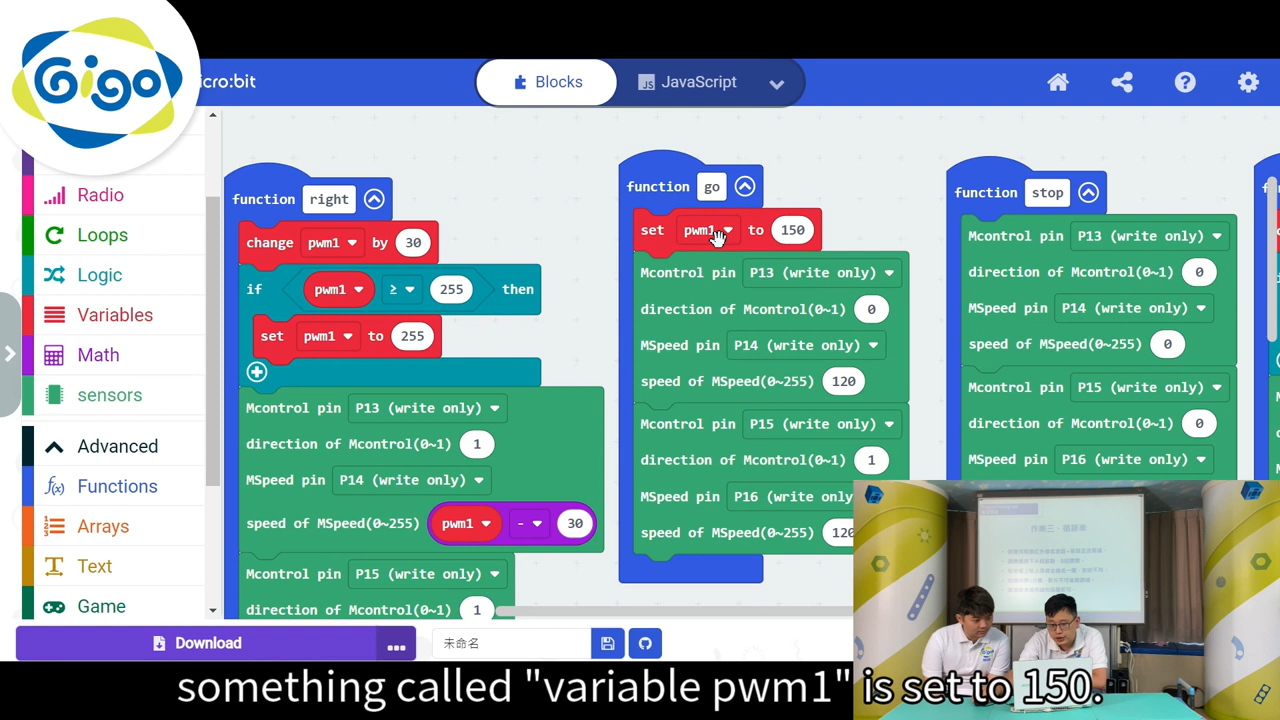 Gigo
icro:bit
Blocks
JS JavaScript
Radio
Loops
Logic
Variables
Math
sensors
Advanced
f(x) Functions
Arrays
Text
Game
function right
change pwm1 by 30
if pwm1 ≥ 255 then
set pwm1 to 255
Mcontrol pin P13 (write only)
direction of Mcontrol(0~1) 1
MSpeed pin P14 (write only)
speed of MSpeed(0~255) pwm1 - 30
Mcontrol pin P15 (write only)
direction of Mcontrol(0~1) 1
function go
set pwm1 to 150
Mcontrol pin P13 (write only)
direction of Mcontrol(0~1) 0
MSpeed pin P14 (write only)
speed of MSpeed(0~255) 120
Mcontrol pin P15 (write only)
direction of Mcontrol(0~1) 1
MSpeed pin P16 (write
speed of MSpeed(0~255) 120
function stop
Mcontrol pin P13 (write only)
direction of Mcontrol(0~1) 0
MSpeed pin P14 (write only)
speed of MSpeed(0~255) 0
Mcontrol pin P15 (write only)
direction of Mcontrol(0~1) 0
MSpeed pin P16 (write only)
Download ...
未命名
something called "variable pwm1" is set to 150.